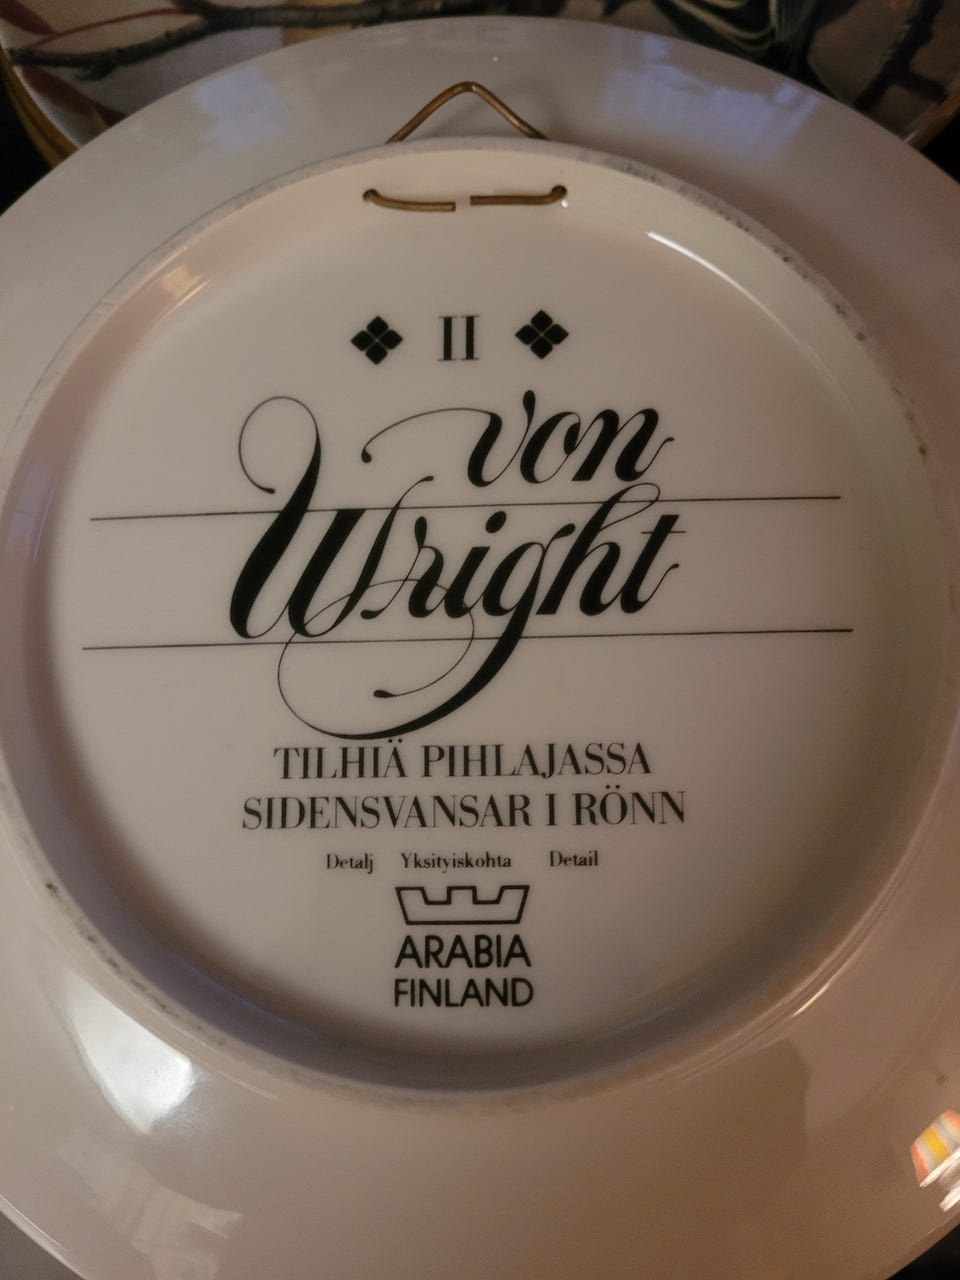 II
von
Wright
TILHIÄ PIHLAJASSA
SIDENSVANSAR I RÖNN
Detalj Yksityiskohta Detail
ARABIA
FINLAND